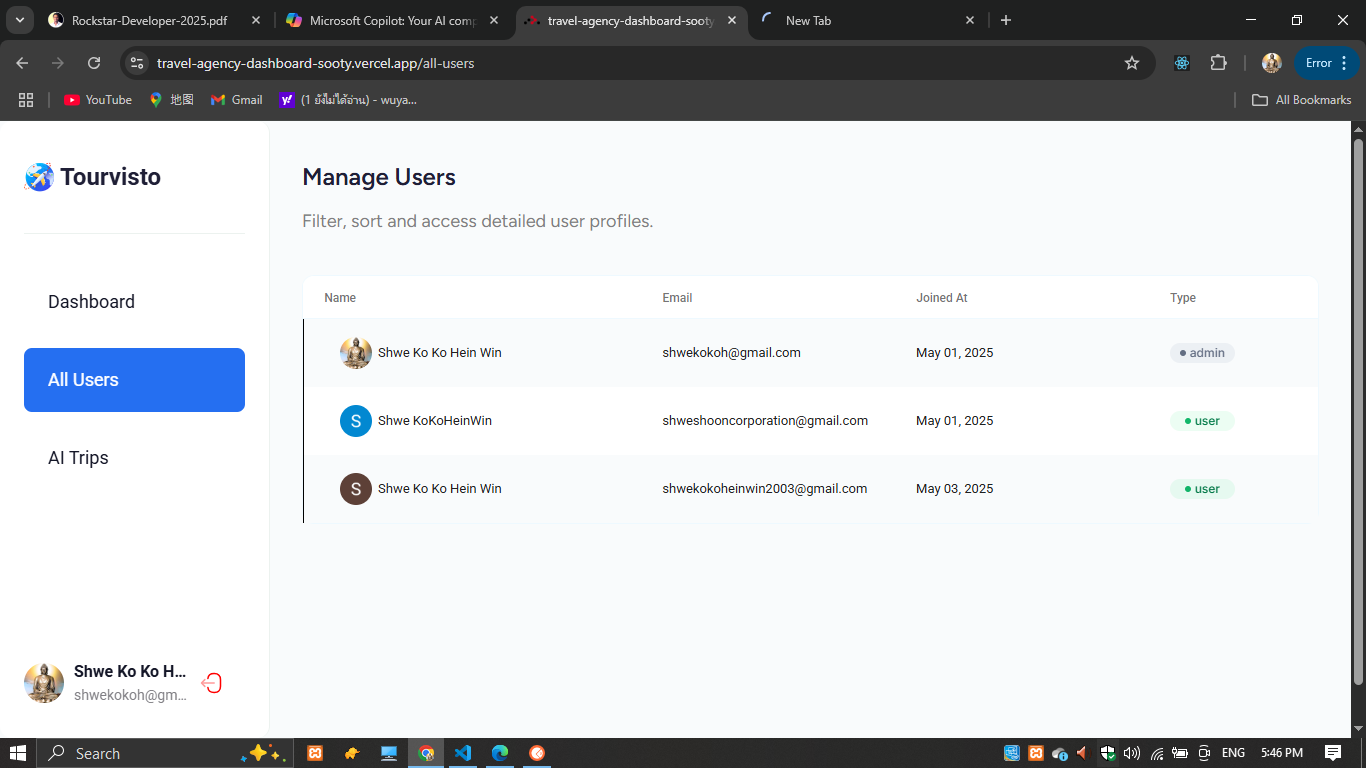 Rockstar-Developer-2025.pdf
Microsoft Copilot: Your AI comp
travel-agency-dashboard-sooty
New Tab
travel-agency-dashboard-sooty.vercel.app/all-users
Error
YouTube
地图
Gmail
(1 ยังไม่ได้อ่าน) - wuya...
All Bookmarks
Tourvisto
Dashboard
All Users
AI Trips
Shwe Ko Ko H...
shwekokoh@gm...
Manage Users
Filter, sort and access detailed user profiles.
Name Email Joined At Type
Shwe Ko Ko Hein Win shwekokoh@gmail.com May 01, 2025 admin
S Shwe KoKoHeinWin shweshooncorporation@gmail.com May 01, 2025 user
S Shwe Ko Ko Hein Win shwekokoheinwin2003@gmail.com May 03, 2025 user
Search
ENG
5:46 PM